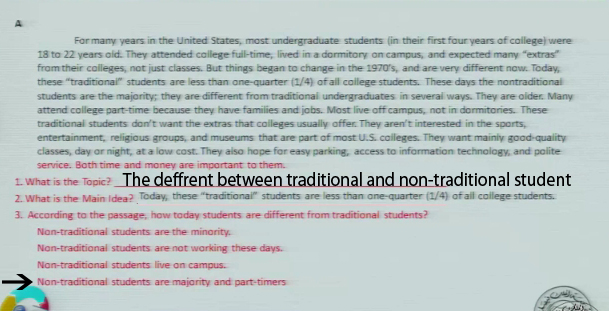 A
For many years in the United States, most undergraduate students (in their first four years of college) were
18 to 22 years old. They attended college full-time, lived in a dormitory on campus, and expected many "extras"
from their colleges, not just classes. But things began to change in the 1970's, and are very different now. Today,
these "traditional" students are less than one-quarter (1/4) of all college students. These days the nontraditional
students are the majority; they are different from traditional undergraduates in several ways. They are older. Many
attend college part-time because they have families and jobs. Most live off campus, not in dormitories. These
traditional students don't want the extras that colleges usually offer. They aren't interested in the sports,
entertainment, religious groups, and museums that are part of most U.S. colleges. They want mainly good-quality
classes, day or night, at a low cost. They also hope for easy parking, access to information technology, and polite
service. Both time and money are important to them.
1. What is the Topic? The deffrent between traditional and non-traditional student
2. What is the Main Idea? Today, these "traditional" students are less than one-quarter (1/4) of all college students.
3. According to the passage, how today students are different from traditional students?
Non-traditional students are the minority.
Non-traditional students are not working these days.
Non-traditional students live on campus.
Non-traditional students are majority and part-timers